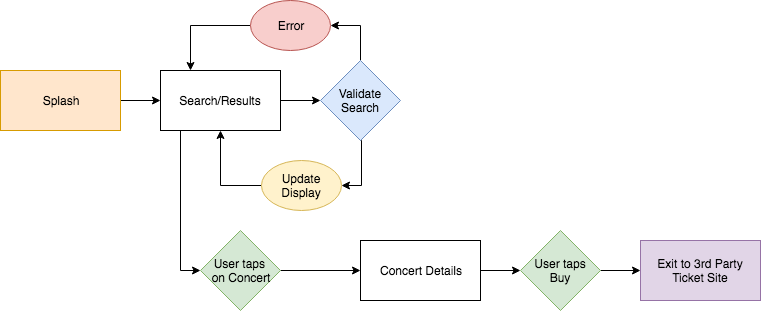 Error
Splash
Search/Results
Validate
Search
Update
Display
User taps
on Concert
Concert Details
User taps
Buy
Exit to 3rd Party
Ticket Site